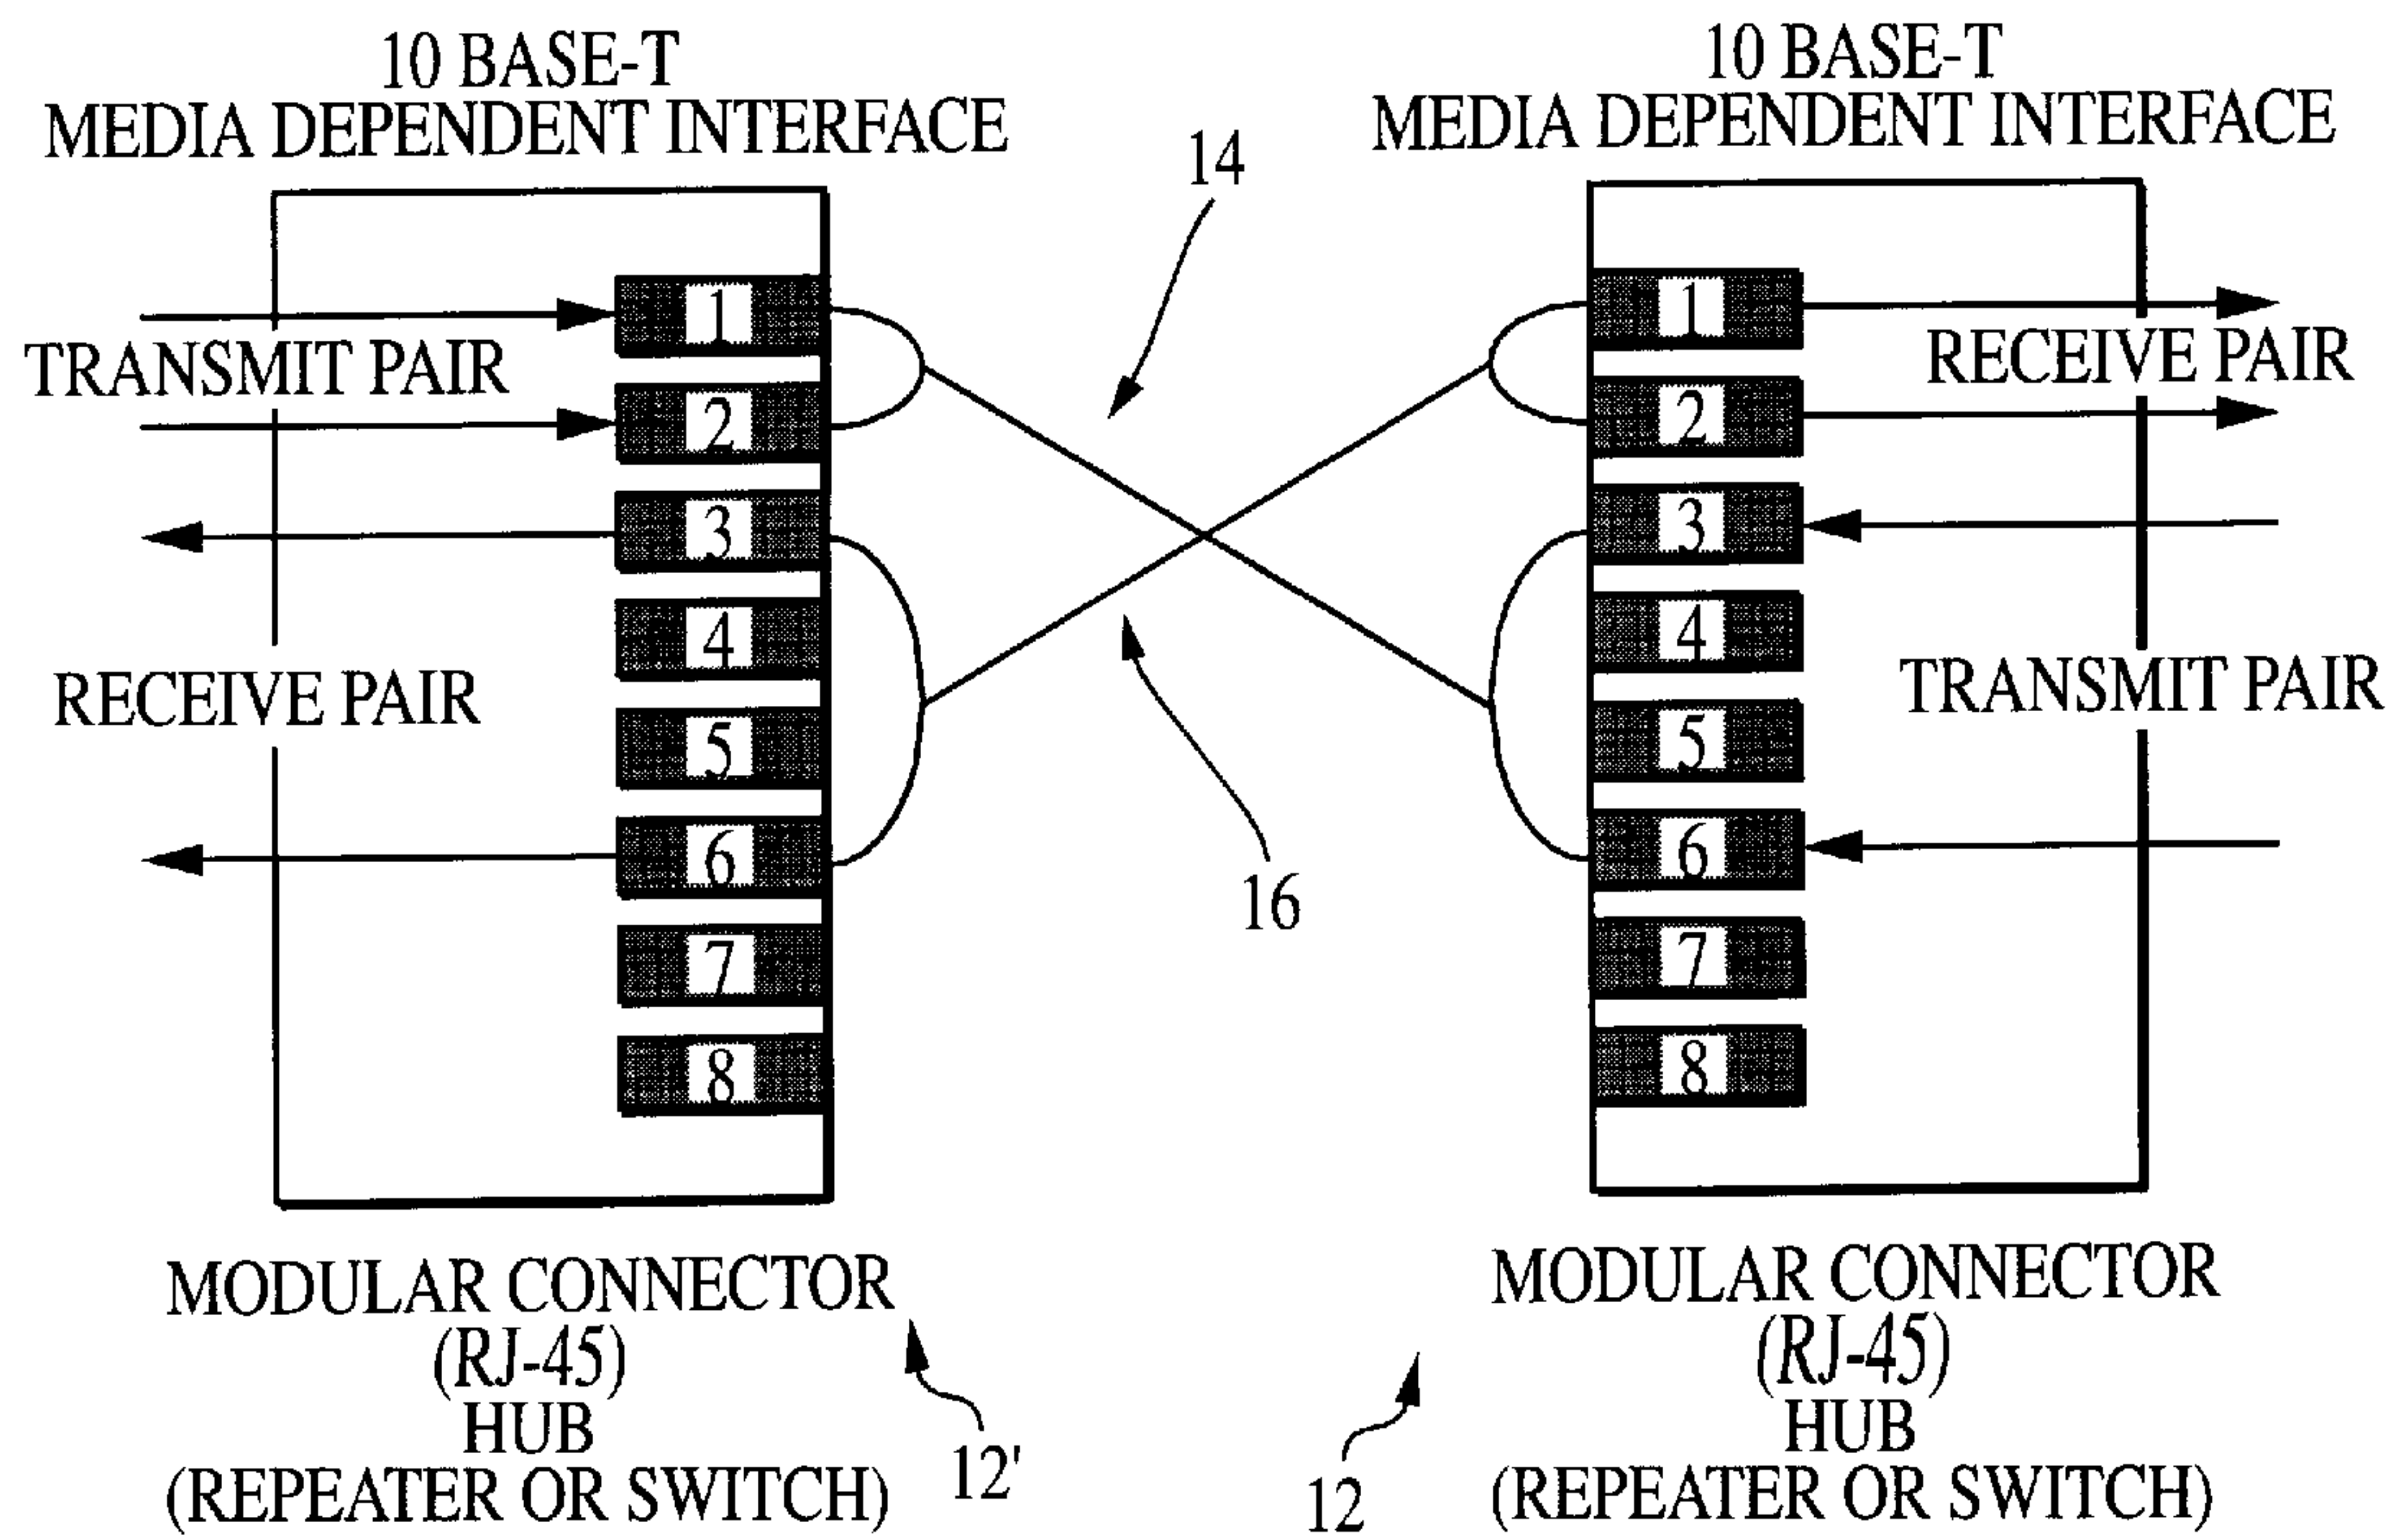 10 BASE-T
MEDIA DEPENDENT INTERFACE
10 BASE-T
MEDIA DEPENDENT INTERFACE
14
TRANSMIT PAIR
RECEIVE PAIR
1
2
3
4
5
6
7
8
1
2
3
4
5
6
7
8
RECEIVE PAIR
TRANSMIT PAIR
16
MODULAR CONNECTOR
(RJ-45)
HUB
(REPEATER OR SWITCH)
12'
MODULAR CONNECTOR
(RJ-45)
HUB
(REPEATER OR SWITCH)
12